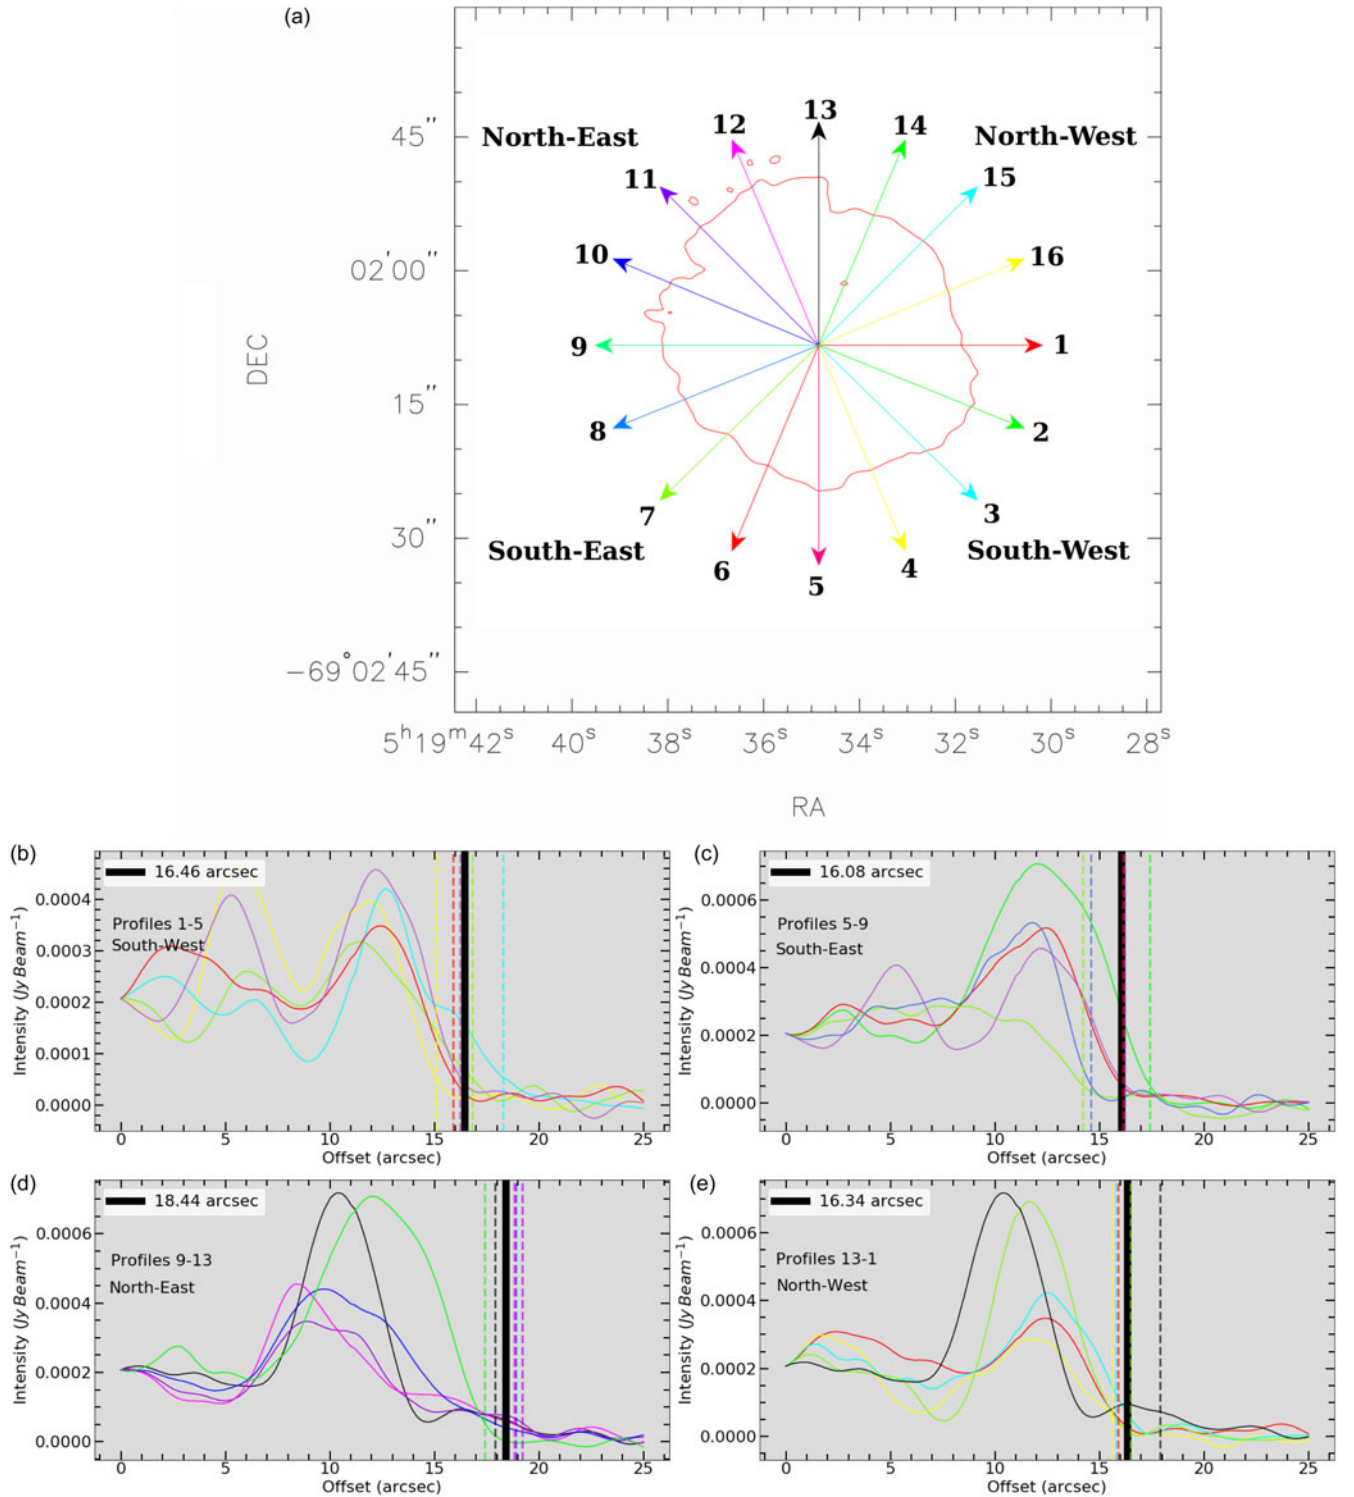 (a)
13
12
14
45"
North-East
North-West
11
15
10
16
02'00"
9
1
DEC
15"
8
2
7
3
30"
South-East
South-West
6
5
4
−69°02'45"
5h19m42s 40s 38s 36s 34s 32s 30s 28s
RA
(b)
16.46 arcsec
Profiles 1-5
South-West
Intensity (Jy Beam−1)
0.0004
0.0003
0.0002
0.0001
0.0000
0 5 10 15 20 25
Offset (arcsec)
(c)
16.08 arcsec
Profiles 5-9
South-East
Intensity (Jy Beam−1)
0.0006
0.0004
0.0002
0.0000
0 5 10 15 20 25
Offset (arcsec)
(d)
18.44 arcsec
Profiles 9-13
North-East
Intensity (Jy Beam−1)
0.0006
0.0004
0.0002
0.0000
0 5 10 15 20 25
Offset (arcsec)
(e)
16.34 arcsec
Profiles 13-1
North-West
Intensity (Jy Beam−1)
0.0006
0.0004
0.0002
0.0000
0 5 10 15 20 25
Offset (arcsec)